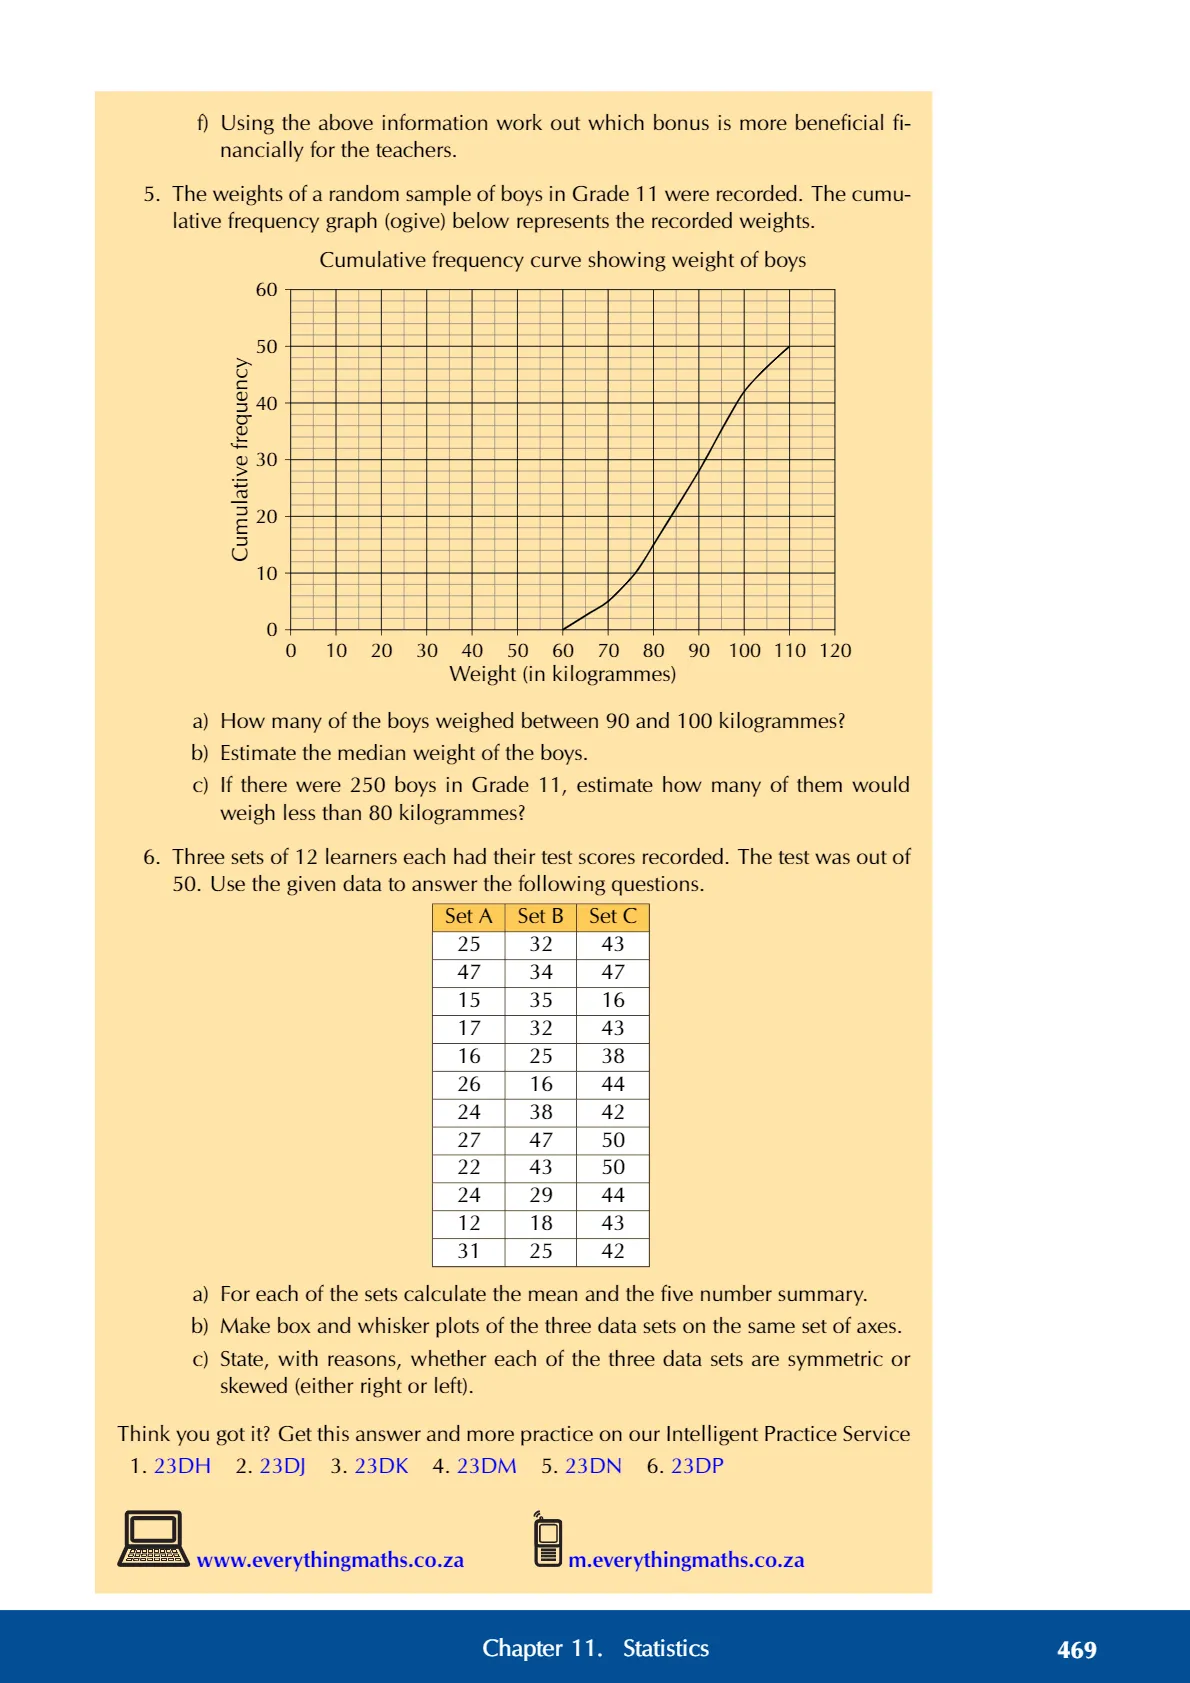 f) Using the above information work out which bonus is more beneficial fi-
nancially for the teachers.
5. The weights of a random sample of boys in Grade 11 were recorded. The cumu-
lative frequency graph (ogive) below represents the recorded weights.
Cumulative frequency curve showing weight of boys
60
50
40
30
20
10
0
Cumulative frequency
0 10 20 30 40 50 60 70 80 90 100 110 120
Weight (in kilogrammes)
a) How many of the boys weighed between 90 and 100 kilogrammes?
b) Estimate the median weight of the boys.
c) If there were 250 boys in Grade 11, estimate how many of them would
weigh less than 80 kilogrammes?
6. Three sets of 12 learners each had their test scores recorded. The test was out of
50. Use the given data to answer the following questions.
Set A Set B Set C
25 32 43
47 34 47
15 35 16
17 32 43
16 25 38
26 16 44
24 38 42
27 47 50
22 43 50
24 29 44
12 18 43
31 25 42
a) For each of the sets calculate the mean and the five number summary.
b) Make box and whisker plots of the three data sets on the same set of axes.
c) State, with reasons, whether each of the three data sets are symmetric or
skewed (either right or left).
Think you got it? Get this answer and more practice on our Intelligent Practice Service
1. 23DH 2. 23DJ 3. 23DK 4. 23DM 5. 23DN 6. 23DP
www.everythingmaths.co.za m.everythingmaths.co.za
Chapter 11. Statistics 469